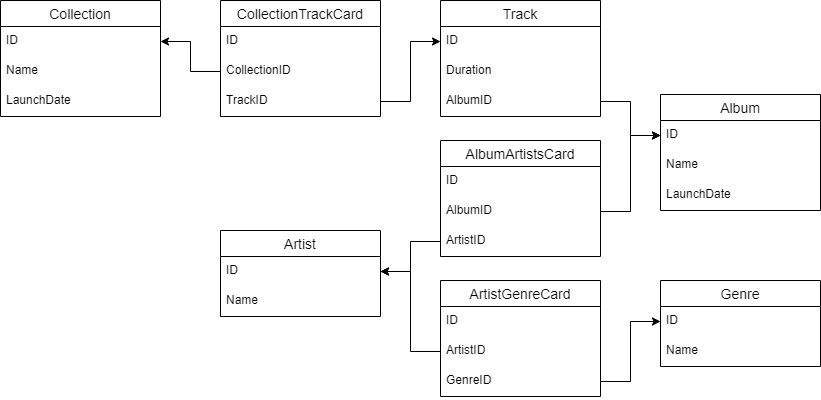 Collection
ID
Name
LaunchDate
CollectionTrackCard
ID
CollectionID
TrackID
Track
ID
Duration
AlbumID
Album
ID
Name
LaunchDate
AlbumArtistsCard
ID
AlbumID
ArtistID
Artist
ID
Name
ArtistGenreCard
ID
ArtistID
GenreID
Genre
ID
Name